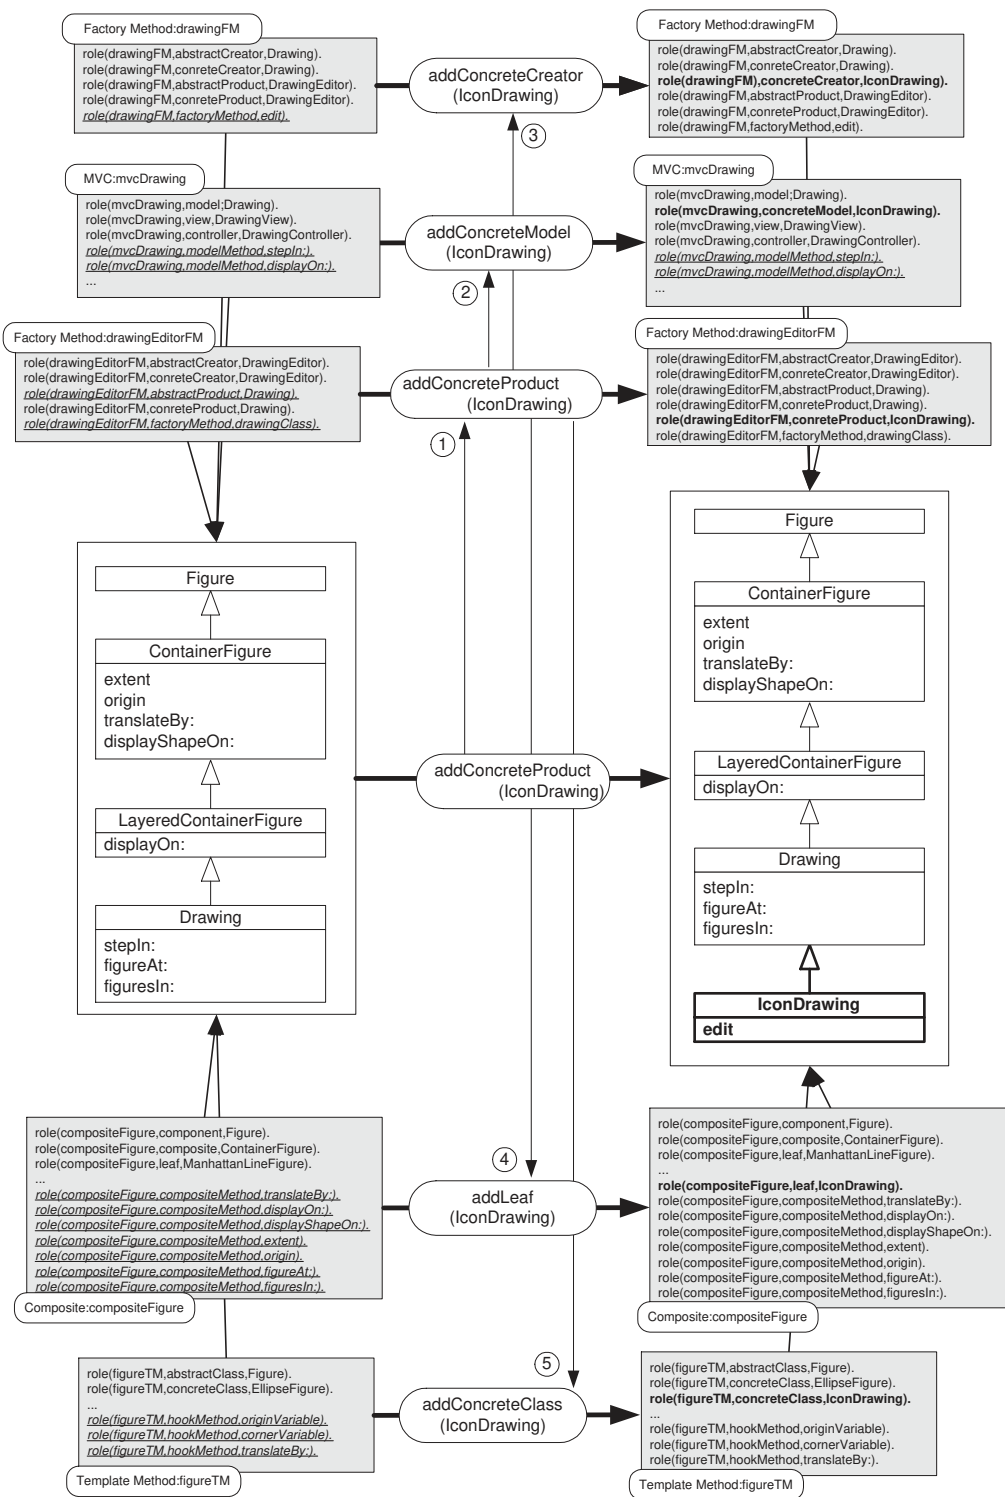 Factory Method:drawingFM
role(drawingFM,abstractCreator,Drawing).
role(drawingFM,conreteCreator,Drawing).
role(drawingFM,abstractProduct,DrawingEditor).
role(drawingFM,conreteProduct,DrawingEditor).
role(drawingFM,factoryMethod,edit).
addConcreteCreator
(IconDrawing)
Factory Method:drawingFM
role(drawingFM,abstractCreator,Drawing).
role(drawingFM,conreteCreator,Drawing).
role(drawingFM),concreteCreator,IconDrawing).
role(drawingFM,abstractProduct,DrawingEditor).
role(drawingFM,conreteProduct,DrawingEditor).
role(drawingFM,factoryMethod,edit).
3
MVC:mvcDrawing
role(mvcDrawing,model;Drawing).
role(mvcDrawing,view,DrawingView).
role(mvcDrawing,controller,DrawingController).
role(mvcDrawing,modelMethod,stepIn:).
role(mvcDrawing,modelMethod,displayOn:).
...
addConcreteModel
(IconDrawing)
MVC:mvcDrawing
role(mvcDrawing,model;Drawing).
role(mvcDrawing,concreteModel,IconDrawing).
role(mvcDrawing,view,DrawingView).
role(mvcDrawing,controller,DrawingController).
role(mvcDrawing,modelMethod,stepIn:).
role(mvcDrawing,modelMethod,displayOn:).
...
2
Factory Method:drawingEditorFM
role(drawingEditorFM,abstractCreator,DrawingEditor).
role(drawingEditorFM,conreteCreator,DrawingEditor).
role(drawingEditorFM,abstractProduct,Drawing).
role(drawingEditorFM,conreteProduct,Drawing).
role(drawingEditorFM,factoryMethod,drawingClass).
addConcreteProduct
(IconDrawing)
Factory Method:drawingEditorFM
role(drawingEditorFM,abstractCreator,DrawingEditor).
role(drawingEditorFM,conreteCreator,DrawingEditor).
role(drawingEditorFM,abstractProduct,Drawing).
role(drawingEditorFM,conreteProduct,Drawing).
role(drawingEditorFM,conreteProduct,IconDrawing).
role(drawingEditorFM,factoryMethod,drawingClass).
1
Figure
ContainerFigure
extent
origin
translateBy:
displayShapeOn:
LayeredContainerFigure
displayOn:
Drawing
stepIn:
figureAt:
figuresIn:
addConcreteProduct
(IconDrawing)
Figure
ContainerFigure
extent
origin
translateBy:
displayShapeOn:
LayeredContainerFigure
displayOn:
Drawing
stepIn:
figureAt:
figuresIn:
IconDrawing
edit
role(compositeFigure,component,Figure).
role(compositeFigure,composite,ContainerFigure).
role(compositeFigure,leaf,ManhattanLineFigure).
...
role(compositeFigure,compositeMethod,translateBy:).
role(compositeFigure,compositeMethod,displayOn:).
role(compositeFigure,compositeMethod,displayShapeOn:).
role(compositeFigure,compositeMethod,extent).
role(compositeFigure,compositeMethod,origin).
role(compositeFigure,compositeMethod,figureAt:).
role(compositeFigure,compositeMethod,figuresIn:).
Composite:compositeFigure
4
addLeaf
(IconDrawing)
role(compositeFigure,component,Figure).
role(compositeFigure,composite,ContainerFigure).
role(compositeFigure,leaf,ManhattanLineFigure).
...
role(compositeFigure,leaf,IconDrawing).
role(compositeFigure,compositeMethod,translateBy:).
role(compositeFigure,compositeMethod,displayOn:).
role(compositeFigure,compositeMethod,displayShapeOn:).
role(compositeFigure,compositeMethod,extent).
role(compositeFigure,compositeMethod,origin).
role(compositeFigure,compositeMethod,figureAt:).
role(compositeFigure,compositeMethod,figuresIn:).
Composite:compositeFigure
5
role(figureTM,abstractClass,Figure).
role(figureTM,concreteClass,EllipseFigure).
...
role(figureTM,hookMethod,originVariable).
role(figureTM,hookMethod,cornerVariable).
role(figureTM,hookMethod,translateBy:).
Template Method:figureTM
addConcreteClass
(IconDrawing)
role(figureTM,abstractClass,Figure).
role(figureTM,concreteClass,EllipseFigure).
role(figureTM,concreteClass,IconDrawing).
...
role(figureTM,hookMethod,originVariable).
role(figureTM,hookMethod,cornerVariable).
role(figureTM,hookMethod,translateBy:).
Template Method:figureTM